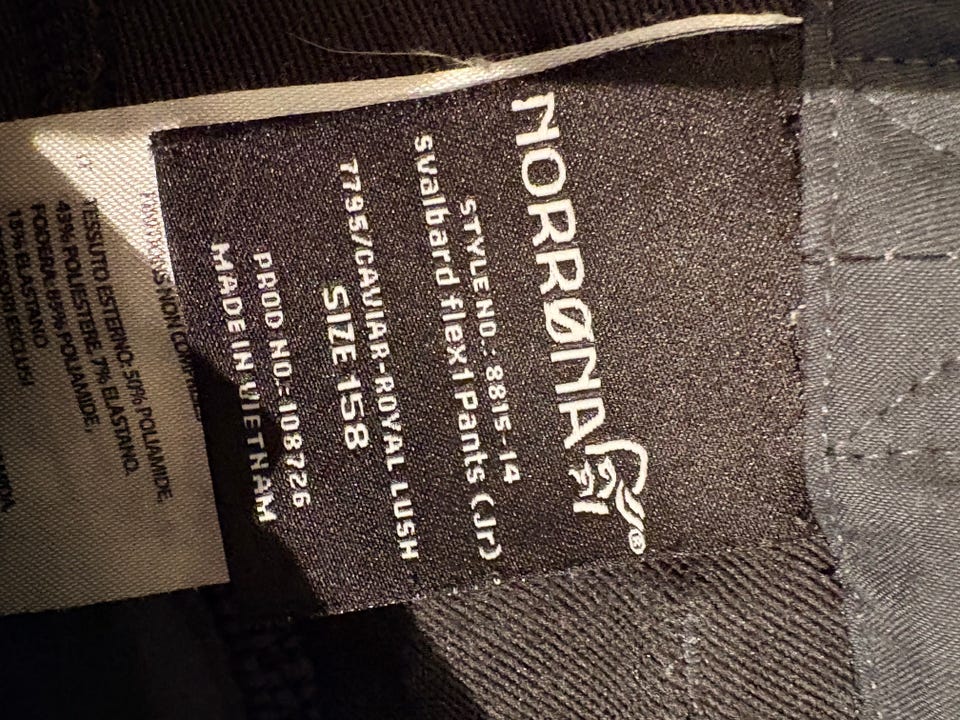 NORRØNA®
STYLE NO.: 8815-14
svalbard flex1 Pants (Jr)
7795/CAVIAR-ROYAL LUSH
SIZE 158
PROD NO.: 108726
MADE IN VIETNAM
NON
TESSUTO ESTERNO: 50% POLIAMIDE.
43% POLIESTERE. 7% ELASTANO.
FODERA: 85% POLIAMIDE.
15% ELASTANO